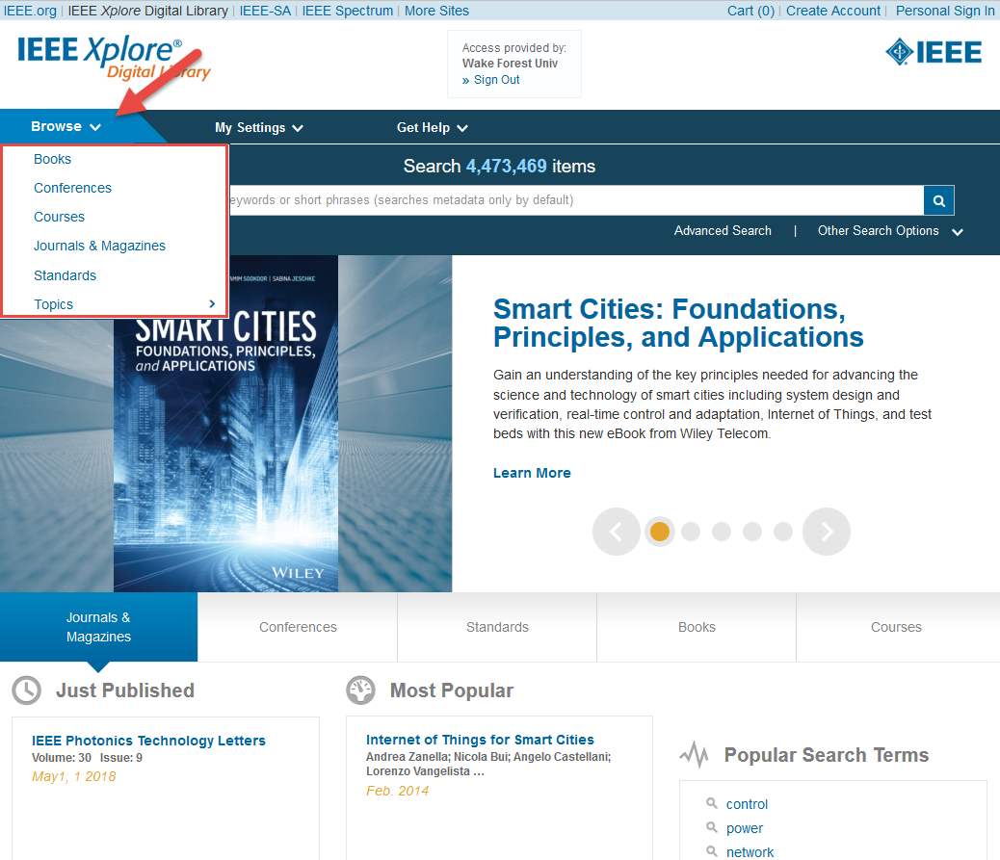 IEEE.org | IEEE Xplore Digital Library | IEEE-SA | IEEE Spectrum | More Sites
Cart (0) | Create Account | Personal Sign In
IEEE Xplore®
Digital Library
Access provided by:
Wake Forest Univ
» Sign Out
IEEE
Browse
My Settings
Get Help
Books
Conferences
Courses
Journals & Magazines
Standards
Topics
Search 4,473,469 items
eywords or short phrases (searches metadata only by default)
Advanced Search | Other Search Options
SOOKDOR | SABINA JESCHKE
SMART CITIES
FOUNDATIONS, PRINCIPLES,
and APPLICATIONS
WILEY
Smart Cities: Foundations,
Principles, and Applications
Gain an understanding of the key principles needed for advancing the
science and technology of smart cities including system design and
verification, real-time control and adaptation, Internet of Things, and test
beds with this new eBook from Wiley Telecom.
Learn More
Journals &
Magazines
Conferences
Standards
Books
Courses
Just Published
IEEE Photonics Technology Letters
Volume: 30 Issue: 9
May1, 1 2018
Most Popular
Internet of Things for Smart Cities
Andrea Zanella; Nicola Bui; Angelo Castellani;
Lorenzo Vangelista ...
Feb. 2014
Popular Search Terms
control
power
network